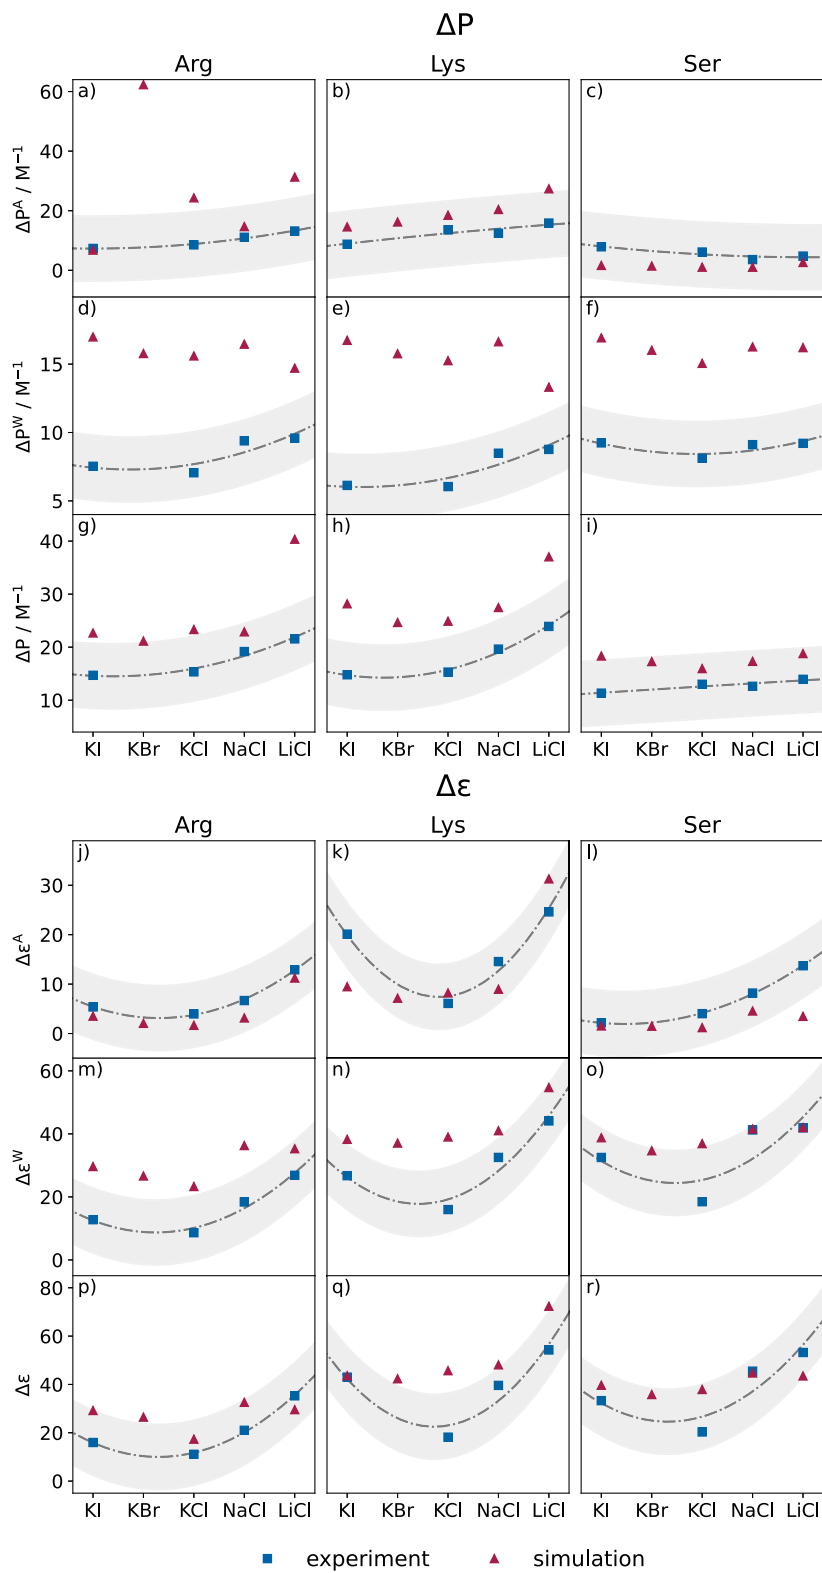 ΔP
Arg Lys Ser
a) b) c)
60
40
20
0
ΔP^A / M^−1
d) e) f)
15
10
5
ΔP^W / M^−1
g) h) i)
40
30
20
10
ΔP / M^−1
KI KBr KCl NaCl LiCl KI KBr KCl NaCl LiCl KI KBr KCl NaCl LiCl
Δε
Arg Lys Ser
j) k) l)
30
20
10
0
Δε^A
m) n) o)
60
40
20
0
Δε^W
p) q) r)
80
60
40
20
0
Δε
KI KBr KCl NaCl LiCl KI KBr KCl NaCl LiCl KI KBr KCl NaCl LiCl
experiment simulation